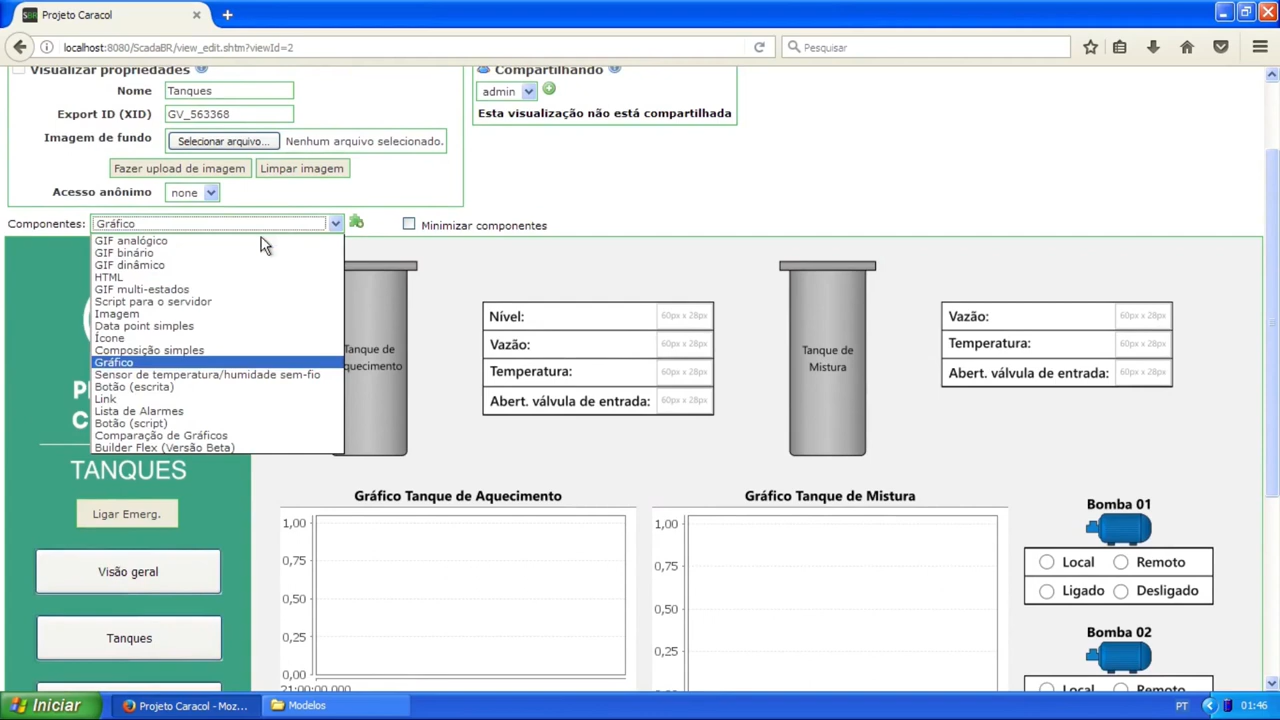 Projeto Caracol
localhost:8080/ScadaBR/view_edit.shtm?viewId=2
Pesquisar
Visualizar propriedades
Compartilhando
Nome
Tanques
admin
Export ID (XID)
GV_563368
Esta visualização não está compartilhada
Imagem de fundo
Selecionar arquivo...
Nenhum arquivo selecionado.
Fazer upload de imagem
Limpar imagem
Acesso anônimo
none
Componentes:
Gráfico
Minimizar componentes
GIF analógico
GIF binário
GIF dinâmico
HTML
GIF multi-estados
Script para o servidor
Imagem
Data point simples
Ícone
Composição simples
Gráfico
Sensor de temperatura/humidade sem-fio
Botão (escrita)
Link
Lista de Alarmes
Botão (script)
Comparação de Gráficos
Builder Flex (Versão Beta)
Tanque de
quecimento
Nível:
60px x 28px
Vazão:
60px x 28px
Temperatura:
60px x 28px
Abert. válvula de entrada:
60px x 28px
Tanque de
Mistura
Vazão:
60px x 28px
Temperatura:
60px x 28px
Abert. válvula de entrada:
60px x 28px
TANQUES
Ligar Emerg.
Visão geral
Tanques
Gráfico Tanque de Aquecimento
1,00
0,75
0,50
0,25
0,00
21:00:00.000
Gráfico Tanque de Mistura
1,00
0,75
0,50
0,25
Bomba 01
Local
Remoto
Ligado
Desligado
Bomba 02
Local
Remoto
Iniciar
Projeto Caracol - Moz...
Modelos
PT
01:46